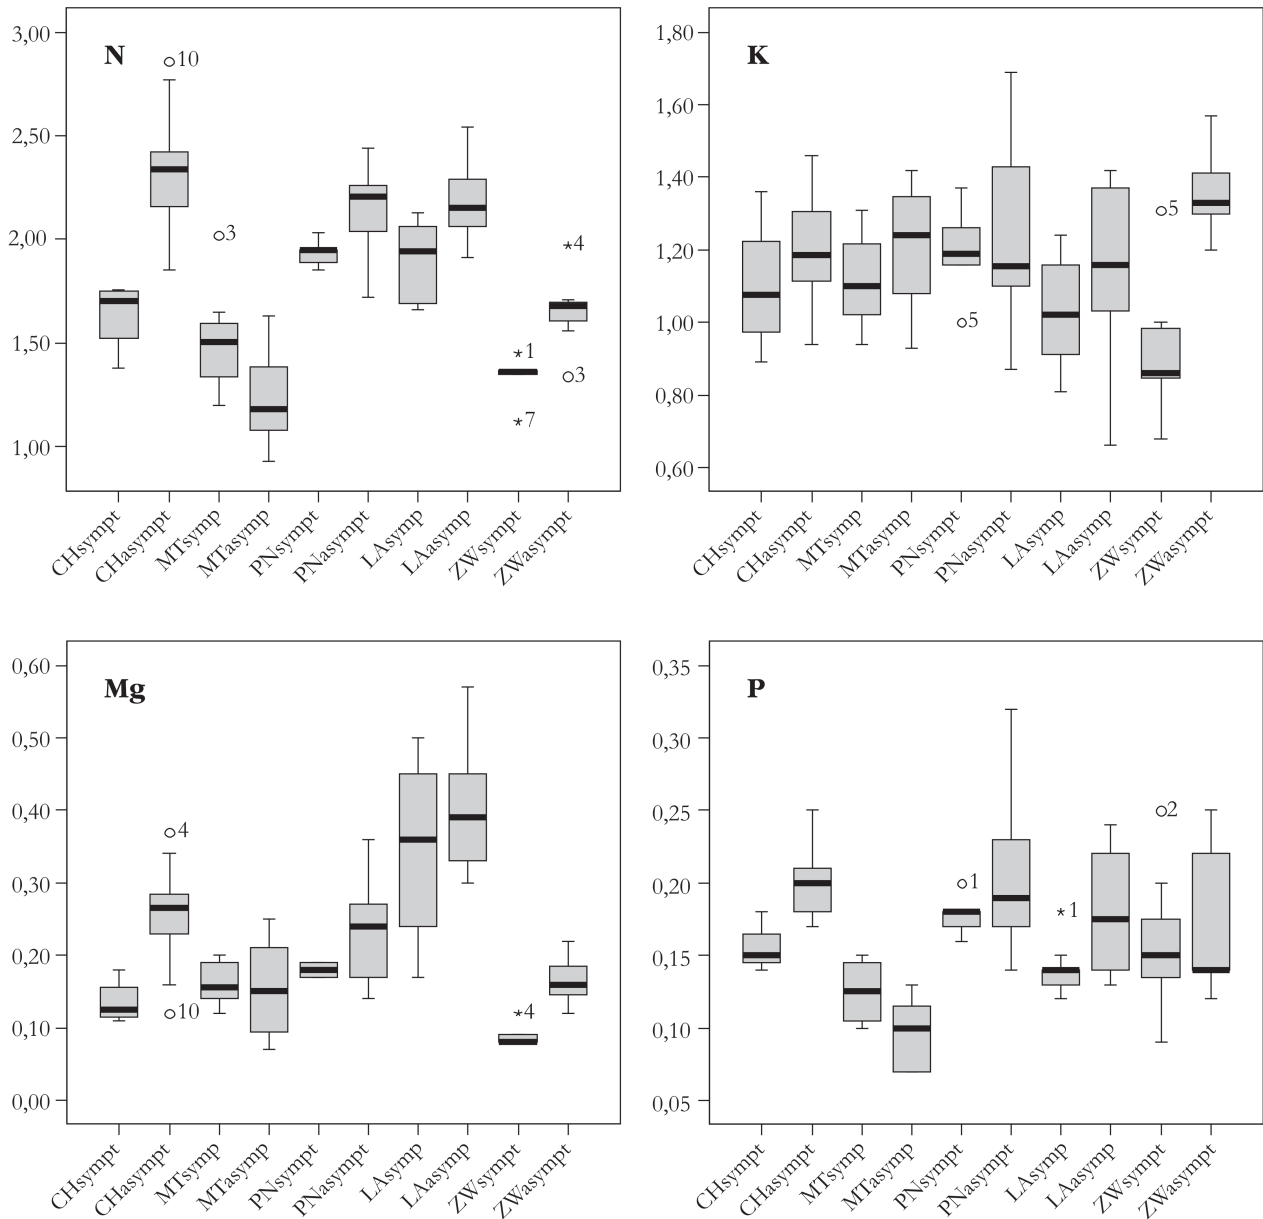 N
3,00
2,50
2,00
1,50
1,00
10
3
4
1
3
7
CHsympt
CHasympt
MTsymp
MTasymp
PNsympt
PNasympt
LAsymp
LAasymp
ZWsympt
ZWasympt
K
1,80
1,60
1,40
1,20
1,00
0,80
0,60
5
5
CHsympt
CHasympt
MTsymp
MTasymp
PNsympt
PNasympt
LAsymp
LAasymp
ZWsympt
ZWasympt
Mg
0,60
0,50
0,40
0,30
0,20
0,10
0,00
4
10
4
CHsympt
CHasympt
MTsymp
MTasymp
PNsympt
PNasympt
LAsymp
LAasymp
ZWsympt
ZWasympt
P
0,35
0,30
0,25
0,20
0,15
0,10
0,05
1
1
2
CHsympt
CHasympt
MTsymp
MTasymp
PNsympt
PNasympt
LAsymp
LAasymp
ZWsympt
ZWasympt